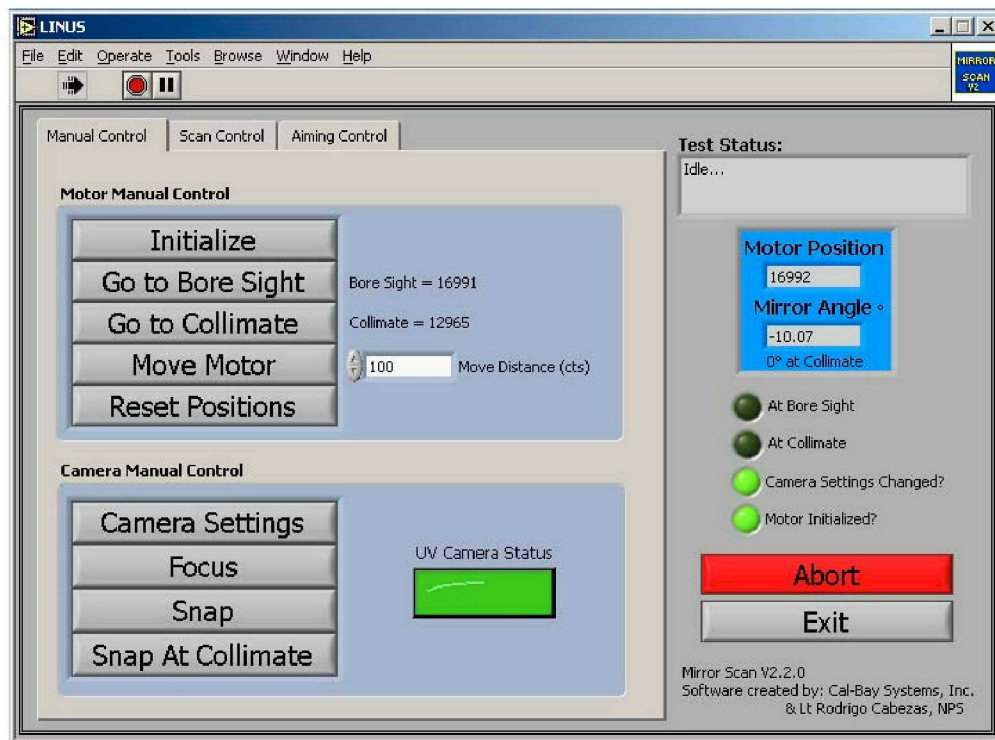 LINUS
File Edit Operate Tools Browse Window Help
MIRROR
SCAN
V2
Manual Control Scan Control Aiming Control
Motor Manual Control
Initialize
Go to Bore Sight Bore Sight = 16991
Go to Collimate Collimate = 12965
Move Motor 100 Move Distance (cts)
Reset Positions
Camera Manual Control
Camera Settings
Focus
Snap
Snap At Collimate
UV Camera Status
Test Status:
Idle...
Motor Position
16992
Mirror Angle °
-10.07
0° at Collimate
At Bore Sight
At Collimate
Camera Settings Changed?
Motor Initialized?
Abort
Exit
Mirror Scan V2.2.0
Software created by: Cal-Bay Systems, Inc.
& Lt Rodrigo Cabezas, NPS